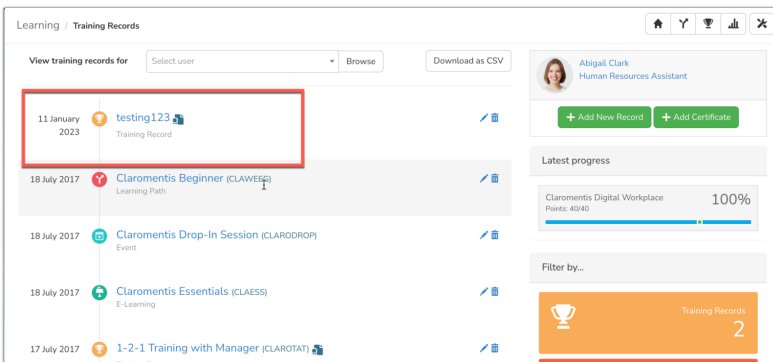 Learning / Training Records
View training records for
Select user
Browse
Download as CSV
11 January 2023
testing123
Training Record
18 July 2017
Claromentis Beginner (CLAWEEG)
Learning Path
18 July 2017
Claromentis Drop-In Session (CLARODROP)
Event
18 July 2017
Claromentis Essentials (CLAESS)
E-Learning
17 July 2017
1-2-1 Training with Manager (CLAROTAT)
Abigail Clark
Human Resources Assistant
+ Add New Record
+ Add Certificate
Latest progress
Claromentis Digital Workplace
100%
Points: 40/40
Filter by...
Training Records
2